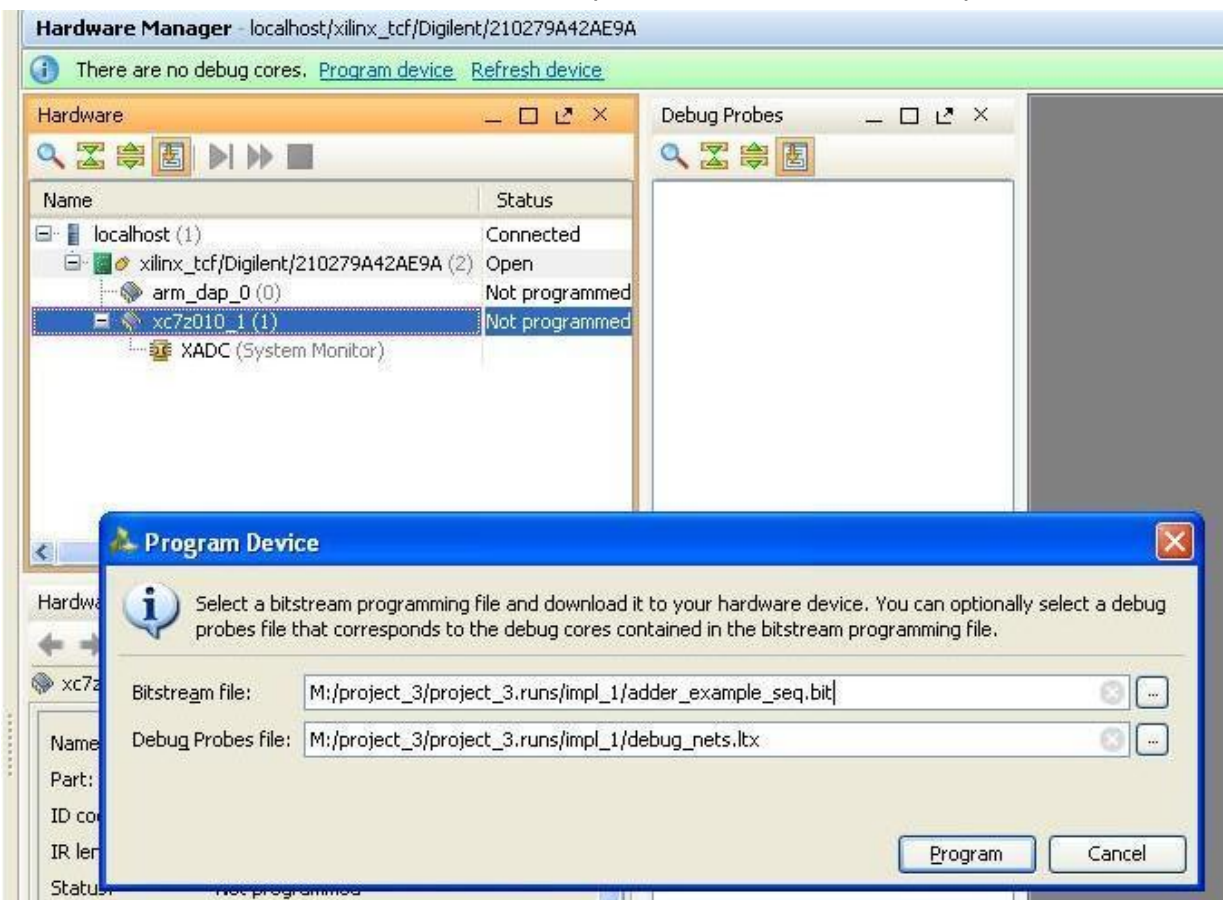 Hardware Manager - localhost/xilinx_tcf/Digilent/210279A42AE9A
There are no debug cores. Program device Refresh device
Hardware
Debug Probes
Name Status
localhost (1) Connected
xilinx_tcf/Digilent/210279A42AE9A (2) Open
arm_dap_0 (0) Not programmed
xc7z010_1 (1) Not programmed
XADC (System Monitor)
Program Device
Select a bitstream programming file and download it to your hardware device. You can optionally select a debug
probes file that corresponds to the debug cores contained in the bitstream programming file.
Bitstream file: M:/project_3/project_3.runs/impl_1/adder_example_seq.bit
...
Debug Probes file: M:/project_3/project_3.runs/impl_1/debug_nets.ltx
...
Program Cancel
Hardwa
xc7z
Name
Part:
ID co
IR len
Status: Not programmed